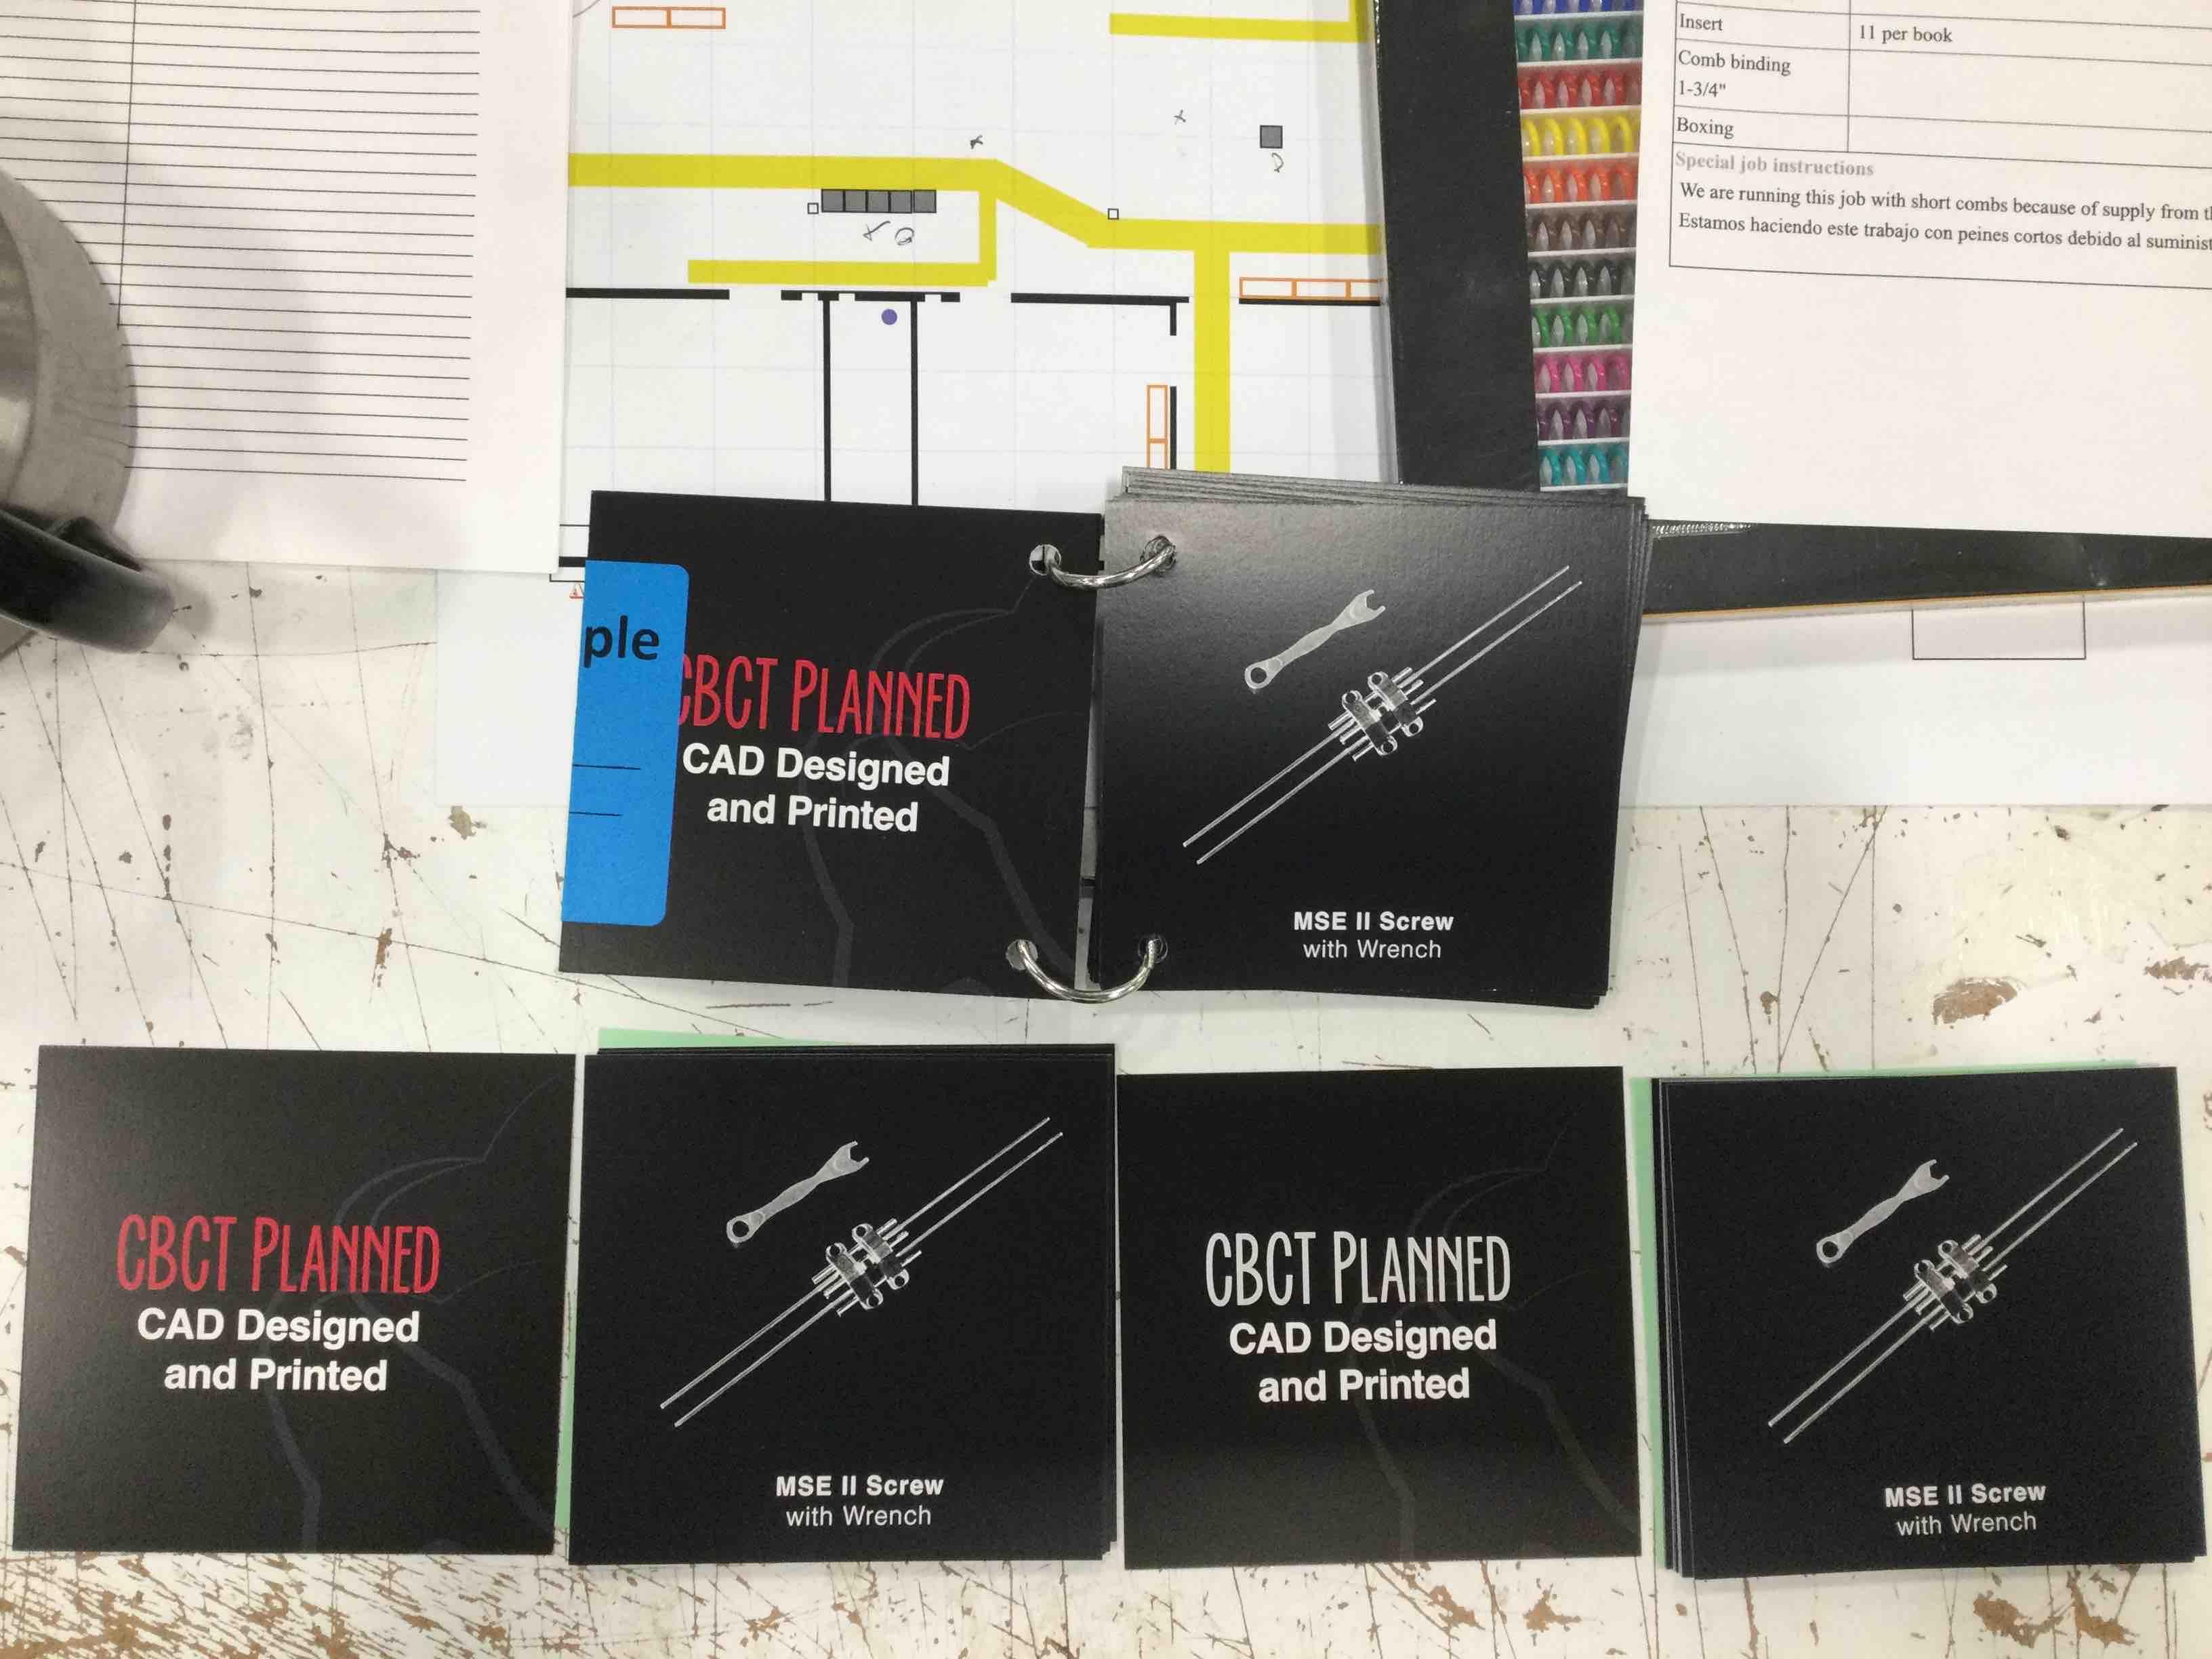 Insert
11 per book
Comb binding
1-3/4"
Boxing
Special job instructions
We are running this job with short combs because of supply from
Estamos haciendo este trabajo con peines cortos debido al
ple
CBCT PLANNED
CAD Designed
and Printed
MSE II Screw
with Wrench
CBCT PLANNED
CAD Designed
and Printed
MSE II Screw
with Wrench
CBCT PLANNED
CAD Designed
and Printed
MSE II Screw
with Wrench